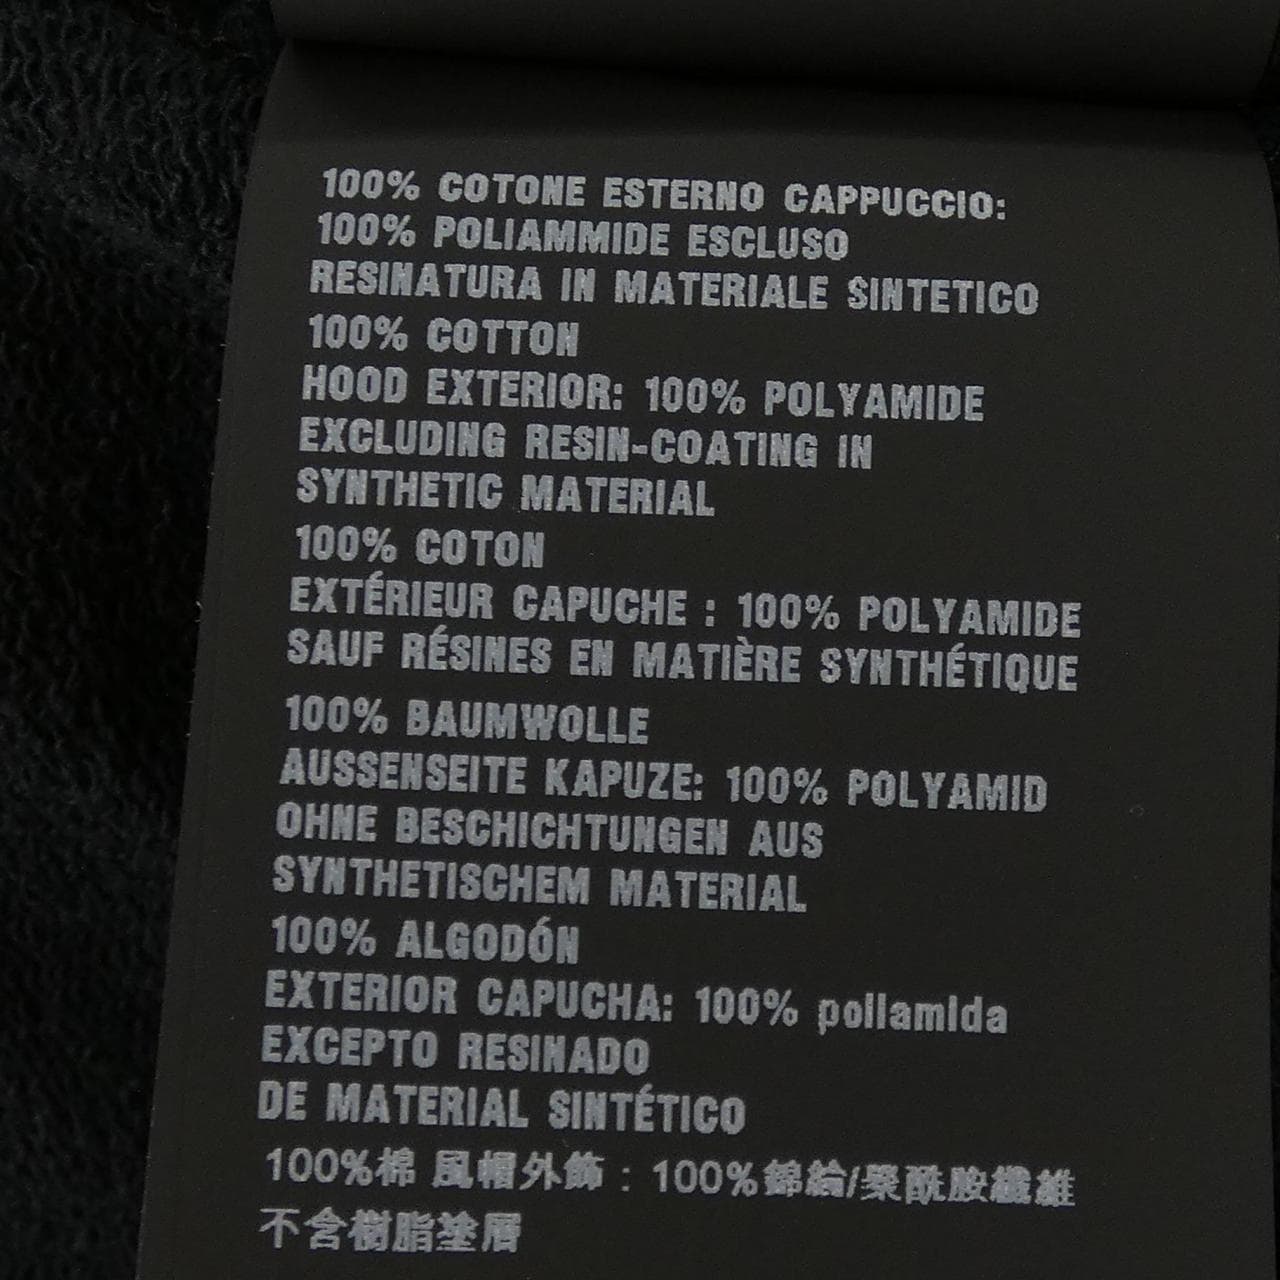 100% COTONE ESTERNO CAPPUCCIO:
100% POLIAMMIDE ESCLUSO
RESINATURA IN MATERIALE SINTETICO
100% COTTON
HOOD EXTERIOR: 100% POLYAMIDE
EXCLUDING RESIN-COATING IN
SYNTHETIC MATERIAL
100% COTON
EXTÉRIEUR CAPUCHE : 100% POLYAMIDE
SAUF RÉSINES EN MATIÈRE SYNTHÉTIQUE
100% BAUMWOLLE
AUSSENSEITE KAPUZE: 100% POLYAMID
OHNE BESCHICHTUNGEN AUS
SYNTHETISCHEM MATERIAL
100% ALGODÓN
EXTERIOR CAPUCHA: 100% poliamida
EXCEPTO RESINADO
DE MATERIAL SINTÉTICO
100%棉 風帽外飾：100%錦綸/聚酰胺纖維
不含樹脂塗層